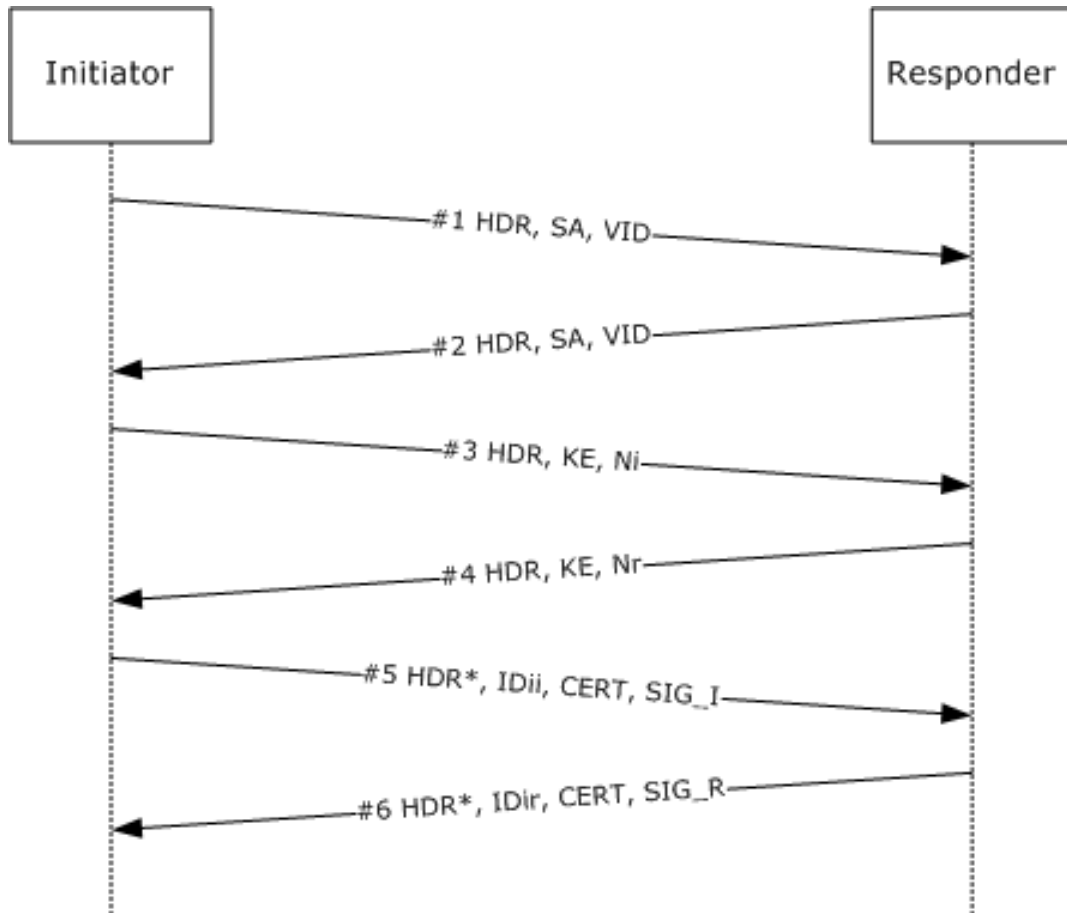 Initiator
Responder
#1 HDR, SA, VID
#2 HDR, SA, VID
#3 HDR, KE, Ni
#4 HDR, KE, Nr
#5 HDR*, IDii, CERT, SIG_I
#6 HDR*, IDir, CERT, SIG_R